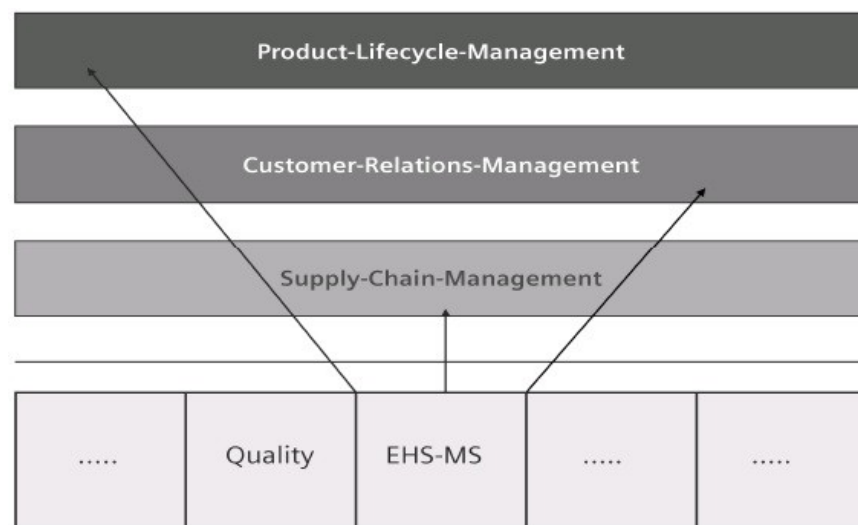 Product-Lifecycle-Management
Customer-Relations-Management
Supply-Chain-Management
..... Quality EHS-MS ..... .....